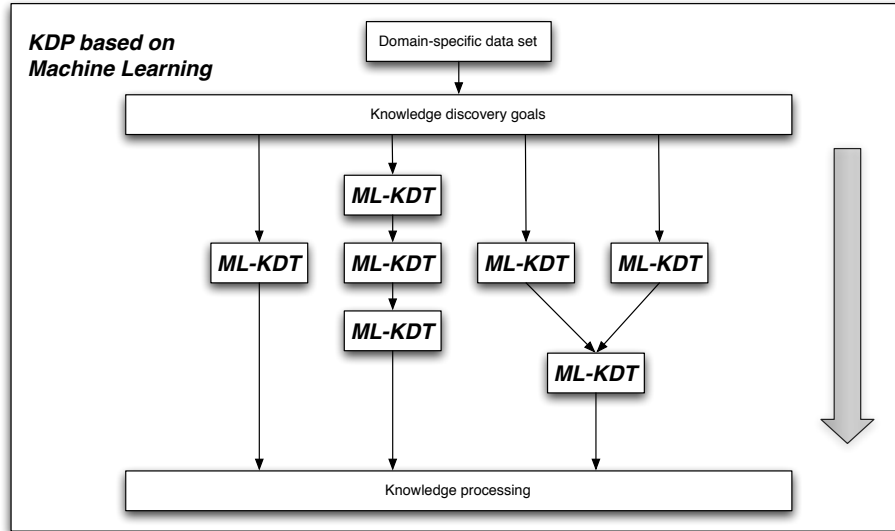 KDP based on
Machine Learning
Domain-specific data set
Knowledge discovery goals
ML-KDT
ML-KDT
ML-KDT
ML-KDT
ML-KDT
ML-KDT
ML-KDT
Knowledge processing